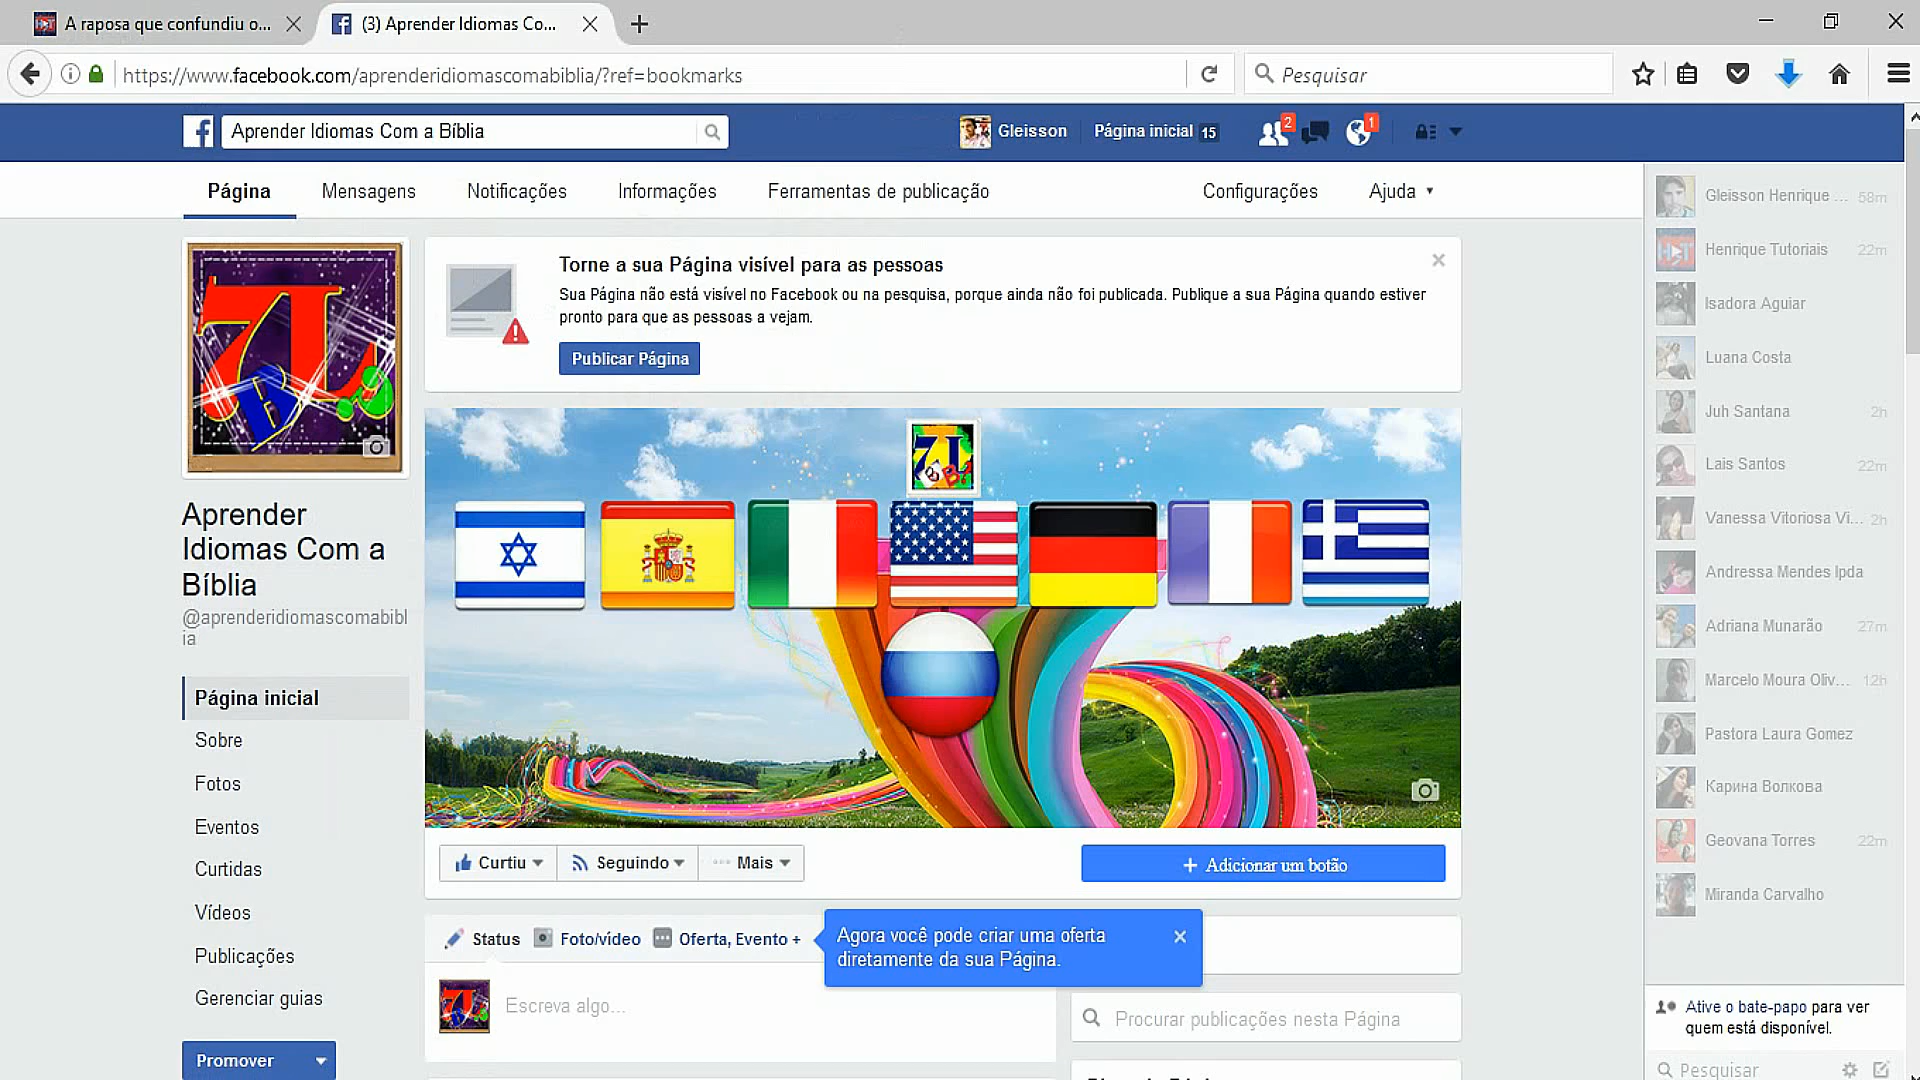 A raposa que confundiu o...
(3) Aprender Idiomas Co...
https://www.facebook.com/aprenderidiomascomabiblia/?ref=bookmarks
Pesquisar
Aprender Idiomas Com a Bíblia
Gleisson
Página inicial 15
2
1
Página
Mensagens
Notificações
Informações
Ferramentas de publicação
Configurações
Ajuda
Torne a sua Página visível para as pessoas
Sua Página não está visível no Facebook ou na pesquisa, porque ainda não foi publicada. Publique a sua Página quando estiver
pronto para que as pessoas a vejam.
Publicar Página
Aprender
Idiomas Com a
Bíblia
@aprenderidiomascomabibl
ia
Página inicial
Sobre
Fotos
Eventos
Curtidas
Vídeos
Publicações
Gerenciar guias
Promover
Curtiu
Seguindo
Mais
+ Adicionar um botão
Status
Foto/vídeo
Oferta, Evento +
Agora você pode criar uma oferta
diretamente da sua Página.
Escreva algo...
Procurar publicações nesta Página
Gleisson Henrique ... 58m
Henrique Tutoriais 22m
Isadora Aguiar
Luana Costa
Juh Santana 2h
Lais Santos 22m
Vanessa Vitoriosa Vi... 2h
Andressa Mendes Ipda
Adriana Munarão 27m
Marcelo Moura Oliv... 12h
Pastora Laura Gomez
Карина Волкова
Geovana Torres 22m
Miranda Carvalho
Ative o bate-papo para ver
quem está disponível.
Pesquisar